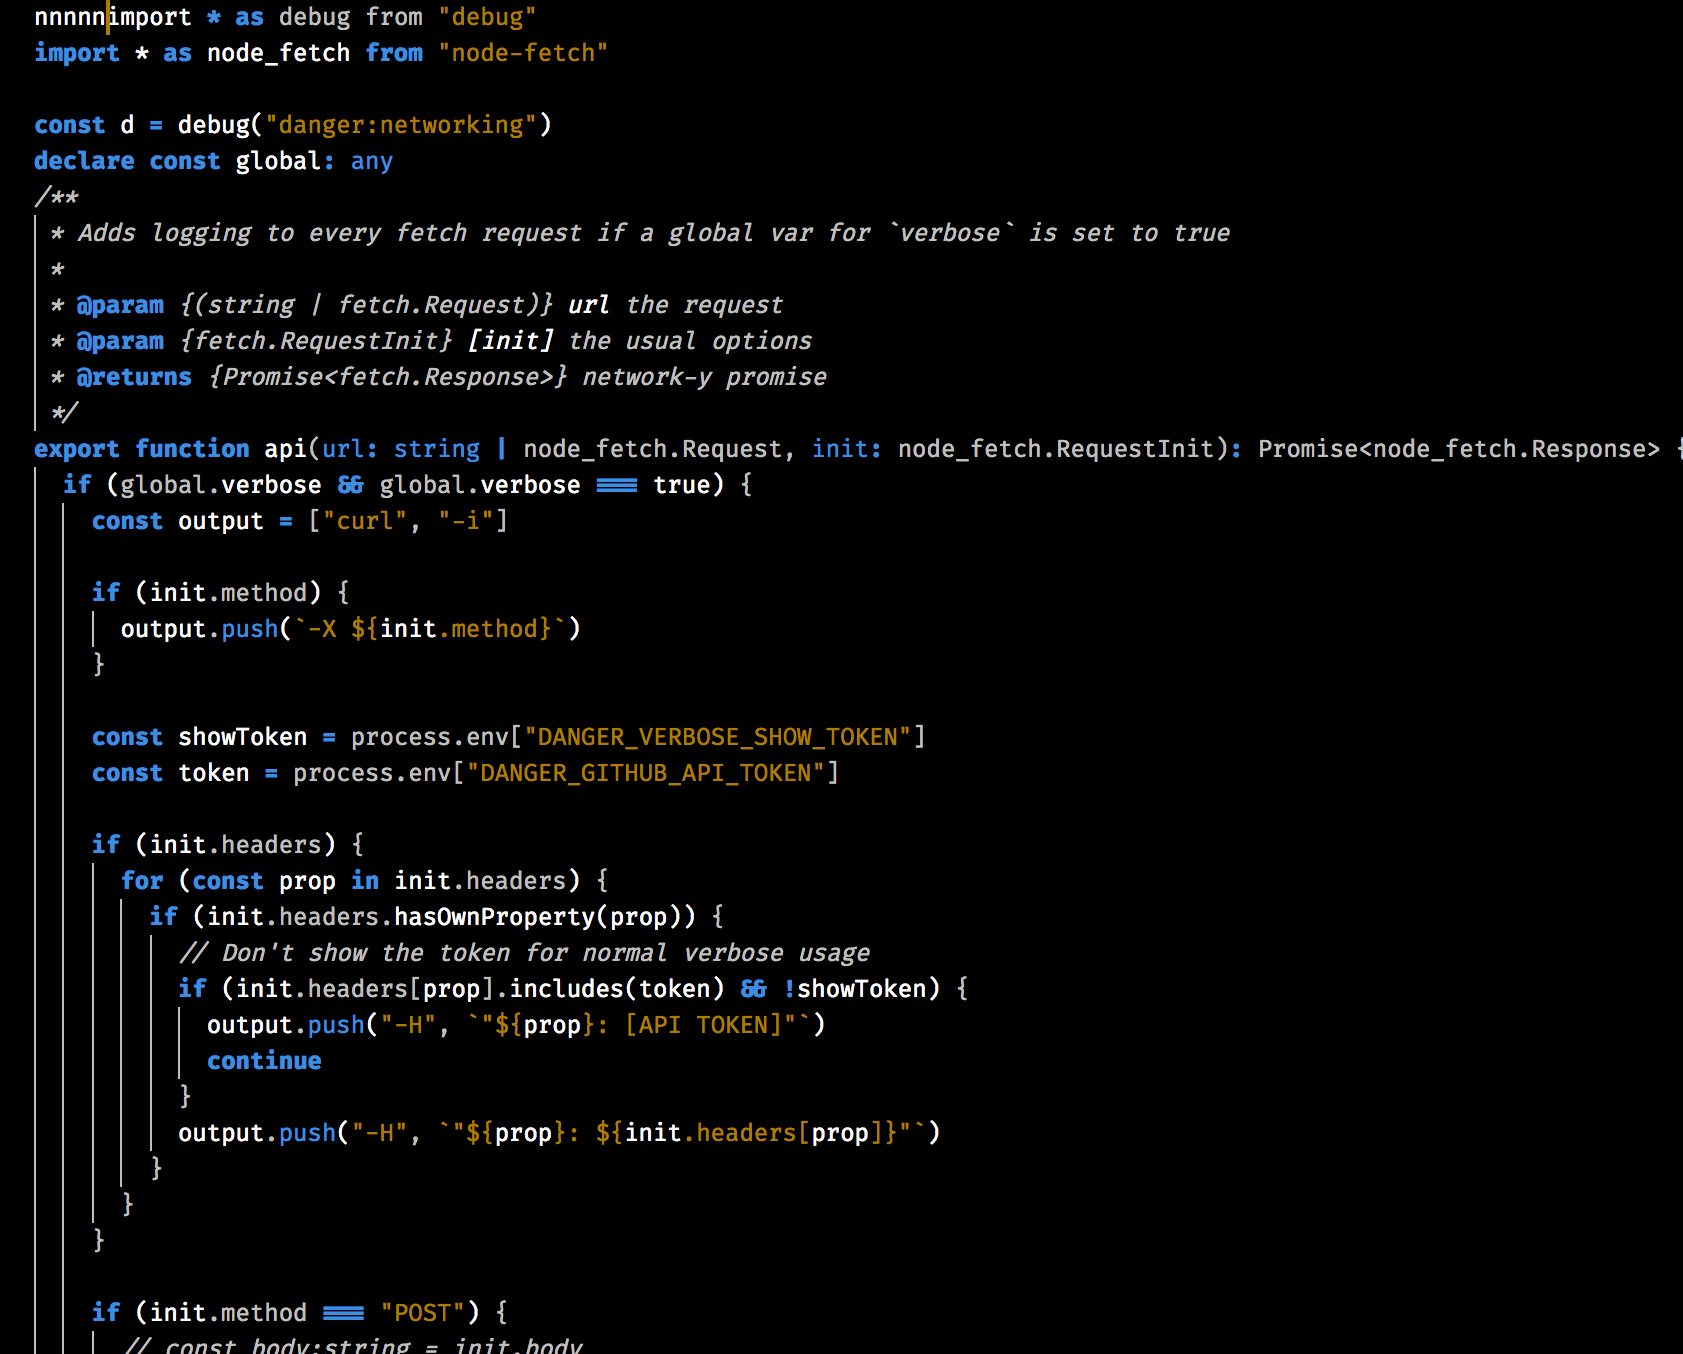 nnnnnimport * as debug from "debug"
import * as node_fetch from "node-fetch"
const d = debug("danger:networking")
declare const global: any
/**
* Adds logging to every fetch request if a global var for `verbose` is set to true
*
* @param {(string | fetch.Request)} url the request
* @param {fetch.RequestInit} [init] the usual options
* @returns {Promise<fetch.Response>} network-y promise
*/
export function api(url: string | node_fetch.Request, init: node_fetch.RequestInit): Promise<node_fetch.Response> {
if (global.verbose && global.verbose === true) {
const output = ["curl", "-i"]
if (init.method) {
output.push(`-X ${init.method}`)
}
const showToken = process.env["DANGER_VERBOSE_SHOW_TOKEN"]
const token = process.env["DANGER_GITHUB_API_TOKEN"]
if (init.headers) {
for (const prop in init.headers) {
if (init.headers.hasOwnProperty(prop)) {
// Don't show the token for normal verbose usage
if (init.headers[prop].includes(token) && !showToken) {
output.push("-H", `"${prop}: [API TOKEN]"`)
continue
}
output.push("-H", `"${prop}: ${init.headers[prop]}"`)
}
}
}
if (init.method === "POST") {
// const body:string = init.body